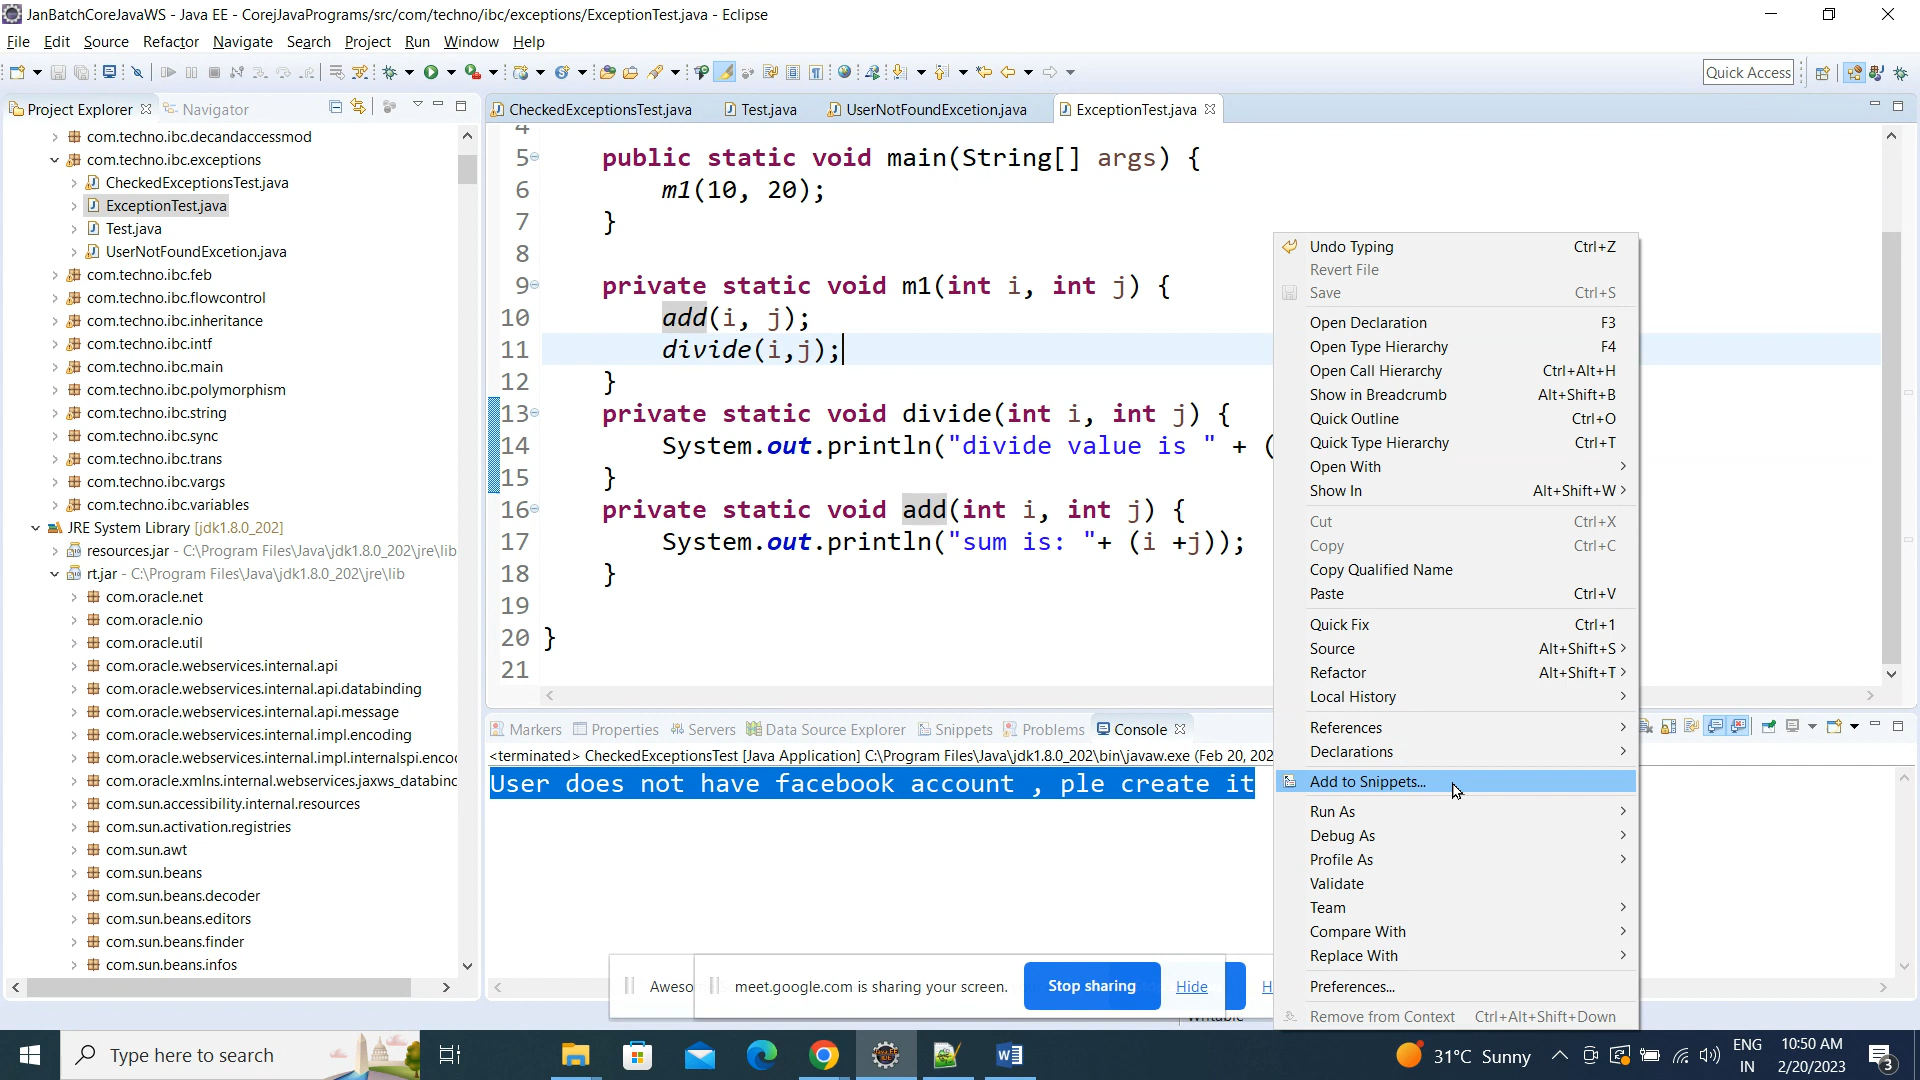 JanBatchCoreJavaWS - Java EE - CorejJavaPrograms/src/com/techno/ibc/exceptions/ExceptionTest.java - Eclipse
File Edit Source Refactor Navigate Search Project Run Window Help
Quick Access
Project Explorer Navigator
CheckedExceptionsTest.java Test.java UserNotFoundExcetion.java ExceptionTest.java
com.techno.ibc.decandaccessmod
com.techno.ibc.exceptions
CheckedExceptionsTest.java
ExceptionTest.java
Test.java
UserNotFoundExcetion.java
com.techno.ibc.feb
com.techno.ibc.flowcontrol
com.techno.ibc.inheritance
com.techno.ibc.intf
com.techno.ibc.main
com.techno.ibc.polymorphism
com.techno.ibc.string
com.techno.ibc.sync
com.techno.ibc.trans
com.techno.ibc.vargs
com.techno.ibc.variables
JRE System Library [jdk1.8.0_202]
resources.jar - C:\Program Files\Java\jdk1.8.0_202\jre\lib
rt.jar - C:\Program Files\Java\jdk1.8.0_202\jre\lib
com.oracle.net
com.oracle.nio
com.oracle.util
com.oracle.webservices.internal.api
com.oracle.webservices.internal.api.databinding
com.oracle.webservices.internal.api.message
com.oracle.webservices.internal.impl.encoding
com.oracle.webservices.internal.impl.internalspi.enco
com.oracle.xmlns.internal.webservices.jaxws_databinc
com.sun.accessibility.internal.resources
com.sun.activation.registries
com.sun.awt
com.sun.beans
com.sun.beans.decoder
com.sun.beans.editors
com.sun.beans.finder
com.sun.beans.infos
4
5 public static void main(String[] args) {
6 m1(10, 20);
7 }
8
9 private static void m1(int i, int j) {
10 add(i, j);
11 divide(i,j);
12 }
13 private static void divide(int i, int j) {
14 System.out.println("divide value is " + (
15 }
16 private static void add(int i, int j) {
17 System.out.println("sum is: "+ (i +j));
18 }
19
20 }
21
Markers Properties Servers Data Source Explorer Snippets Problems Console
<terminated> CheckedExceptionsTest [Java Application] C:\Program Files\Java\jdk1.8.0_202\bin\javaw.exe (Feb 20, 202
User does not have facebook account , ple create it
Undo Typing Ctrl+Z
Revert File
Save Ctrl+S
Open Declaration F3
Open Type Hierarchy F4
Open Call Hierarchy Ctrl+Alt+H
Show in Breadcrumb Alt+Shift+B
Quick Outline Ctrl+O
Quick Type Hierarchy Ctrl+T
Open With
Show In Alt+Shift+W
Cut Ctrl+X
Copy Ctrl+C
Copy Qualified Name
Paste Ctrl+V
Quick Fix Ctrl+1
Source Alt+Shift+S
Refactor Alt+Shift+T
Local History
References
Declarations
Add to Snippets...
Run As
Debug As
Profile As
Validate
Team
Compare With
Replace With
Preferences...
Remove from Context Ctrl+Alt+Shift+Down
Aweso
meet.google.com is sharing your screen. Stop sharing Hide
H
Writable
Type here to search
31°C Sunny
ENG
IN
10:50 AM
2/20/2023
3